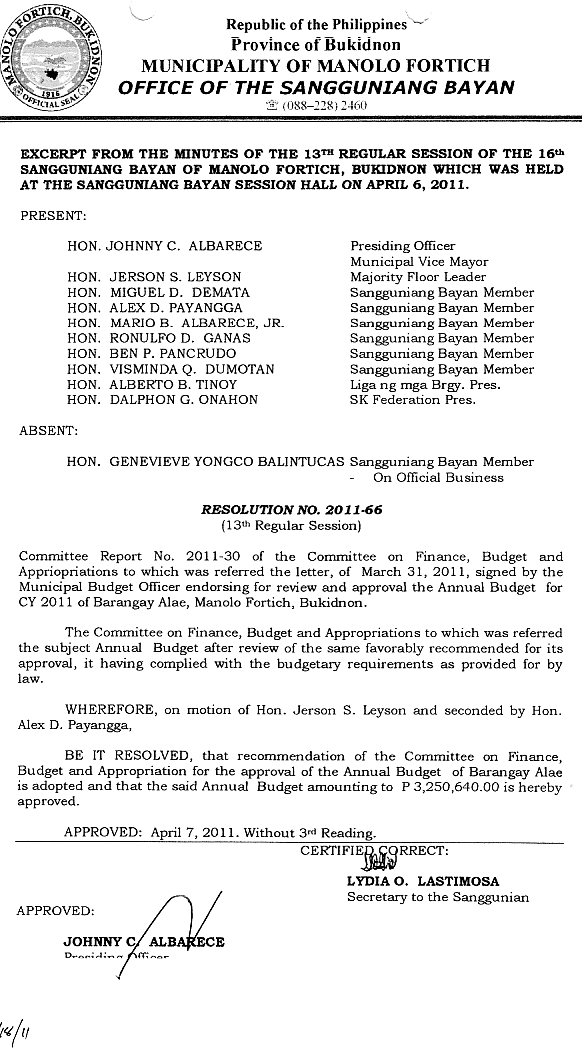 MANOLO FORTICH, BUKIDNON
1916
OFFICIAL SEAL
Republic of the Philippines
Province of Bukidnon
MUNICIPALITY OF MANOLO FORTICH
OFFICE OF THE SANGGUNIANG BAYAN
☏ (088–228) 2460
EXCERPT FROM THE MINUTES OF THE 13TH REGULAR SESSION OF THE 16th
SANGGUNIANG BAYAN OF MANOLO FORTICH, BUKIDNON WHICH WAS HELD
AT THE SANGGUNIANG BAYAN SESSION HALL ON APRIL 6, 2011.
PRESENT:
HON. JOHNNY C. ALBARECE Presiding Officer
Municipal Vice Mayor
HON. JERSON S. LEYSON Majority Floor Leader
HON. MIGUEL D. DEMATA Sangguniang Bayan Member
HON. ALEX D. PAYANGGA Sangguniang Bayan Member
HON. MARIO B. ALBARECE, JR. Sangguniang Bayan Member
HON. RONULFO D. GANAS Sangguniang Bayan Member
HON. BEN P. PANCRUDO Sangguniang Bayan Member
HON. VISMINDA Q. DUMOTAN Sangguniang Bayan Member
HON. ALBERTO B. TINOY Liga ng mga Brgy. Pres.
HON. DALPHON G. ONAHON SK Federation Pres.
ABSENT:
HON. GENEVIEVE YONGCO BALINTUCAS Sangguniang Bayan Member
- On Official Business
RESOLUTION NO. 2011-66
(13th Regular Session)
Committee Report No. 2011-30 of the Committee on Finance, Budget and
Appriopriations to which was referred the letter, of March 31, 2011, signed by the
Municipal Budget Officer endorsing for review and approval the Annual Budget for
CY 2011 of Barangay Alae, Manolo Fortich, Bukidnon.
The Committee on Finance, Budget and Appropriations to which was referred
the subject Annual Budget after review of the same favorably recommended for its
approval, it having complied with the budgetary requirements as provided for by
law.
WHEREFORE, on motion of Hon. Jerson S. Leyson and seconded by Hon.
Alex D. Payangga,
BE IT RESOLVED, that recommendation of the Committee on Finance,
Budget and Appropriation for the approval of the Annual Budget of Barangay Alae
is adopted and that the said Annual Budget amounting to P 3,250,640.00 is hereby
approved.
APPROVED: April 7, 2011. Without 3rd Reading.
CERTIFIED CORRECT:
LYDIA O. LASTIMOSA
Secretary to the Sanggunian
APPROVED:
JOHNNY C. ALBARECE
Presiding Officer
18/11